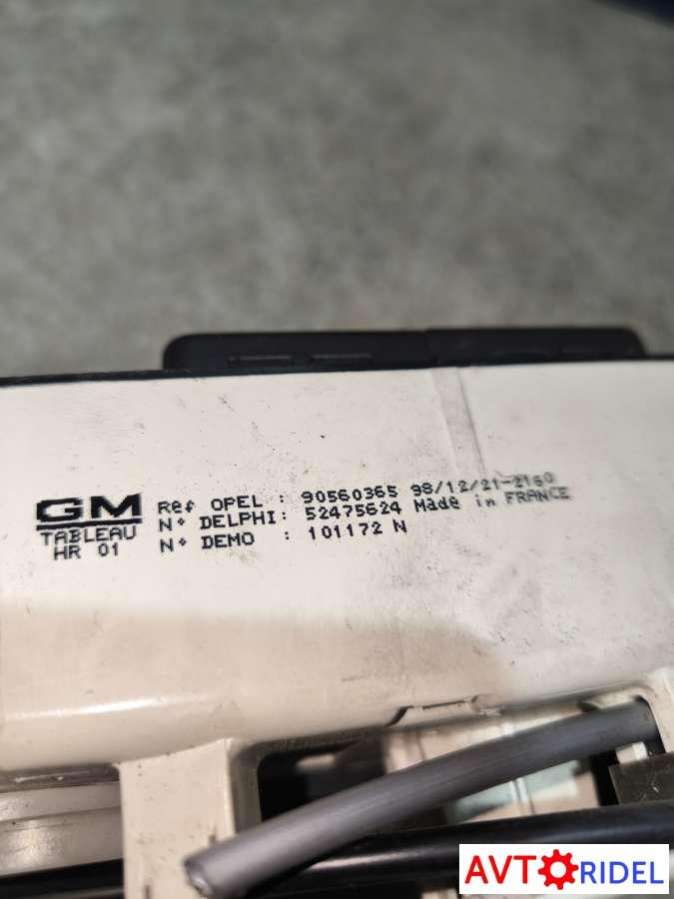 GM
TABLEAU
HR 01
Ref OPEL : 90560365 98/12/21-2160
N° DELPHI: 52475624 Made in FRANCE
N° DEMO : 101172 N
AVTORIDEL